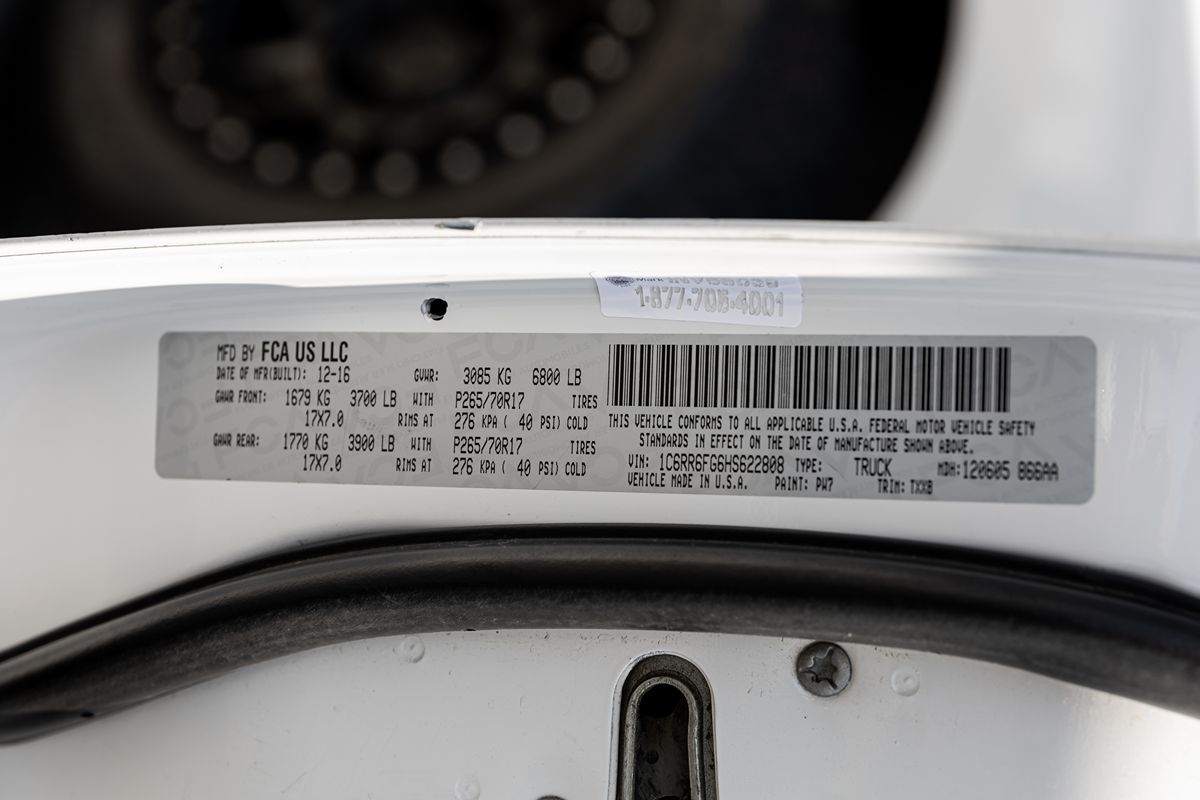 1-877-706-4001
MFD BY FCA US LLC
DATE OF MFR(BUILT): 12-16 GVWR: 3085 KG 6800 LB
GAWR FRONT: 1679 KG 3700 LB WITH P265/70R17 TIRES
17X7.0 RIMS AT 276 KPA ( 40 PSI) COLD
GAWR REAR: 1770 KG 3900 LB WITH P265/70R17 TIRES
17X7.0 RIMS AT 276 KPA ( 40 PSI) COLD
THIS VEHICLE CONFORMS TO ALL APPLICABLE U.S.A. FEDERAL MOTOR VEHICLE SAFETY
STANDARDS IN EFFECT ON THE DATE OF MANUFACTURE SHOWN ABOVE.
VIN: 1C6RR6FG6HS622808 TYPE: TRUCK MDH:120605 866AA
VEHICLE MADE IN U.S.A. PAINT: PW7 TRIM: TXXB